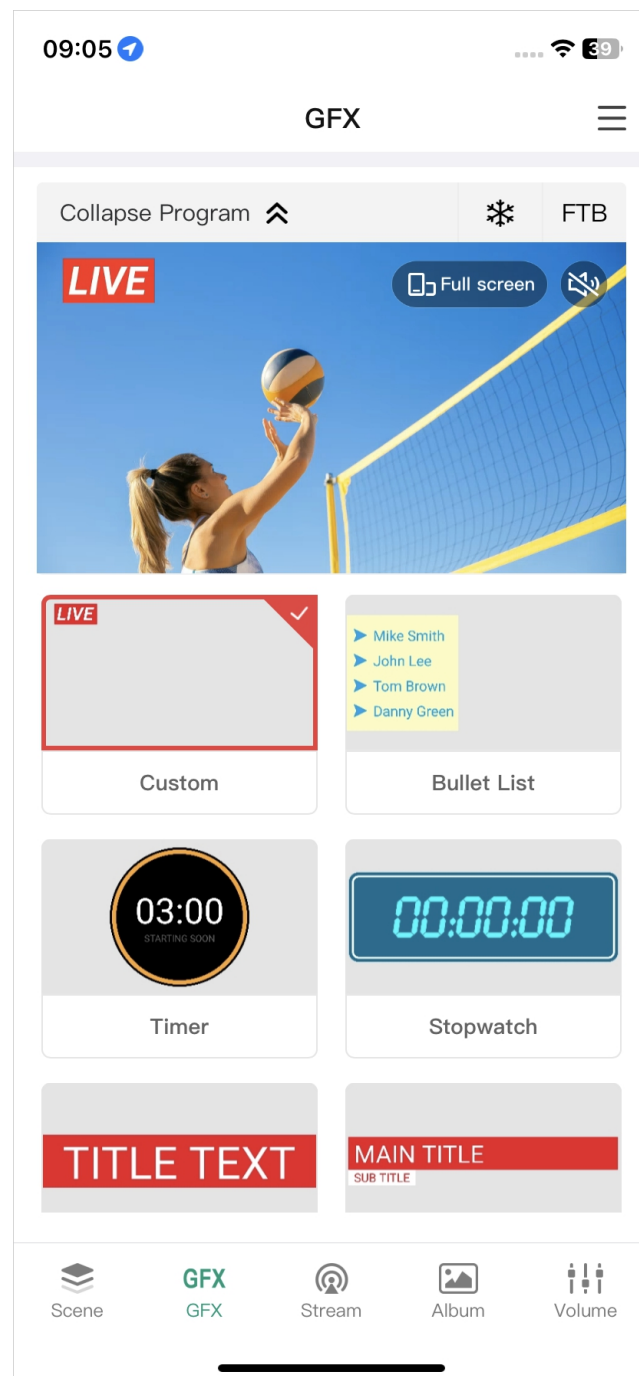 09:05
39
GFX
Collapse Program
FTB
LIVE
Full screen
LIVE
Mike Smith
John Lee
Tom Brown
Danny Green
Custom
Bullet List
03:00
STARTING SOON
00:00:00
Timer
Stopwatch
TITLE TEXT
MAIN TITLE
SUB TITLE
GFX
Scene
GFX
Stream
Album
Volume